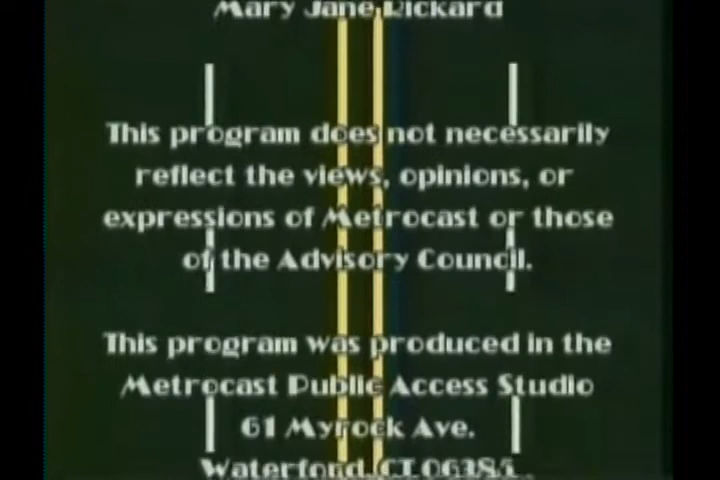 Mary Jane Rickard
This program does not necessarily
reflect the views, opinions, or
expressions of Metrocast or those
of the Advisory Council.
This program was produced in the
Metrocast Public Access Studio
61 Myrock Ave.
Waterford, CT 06385